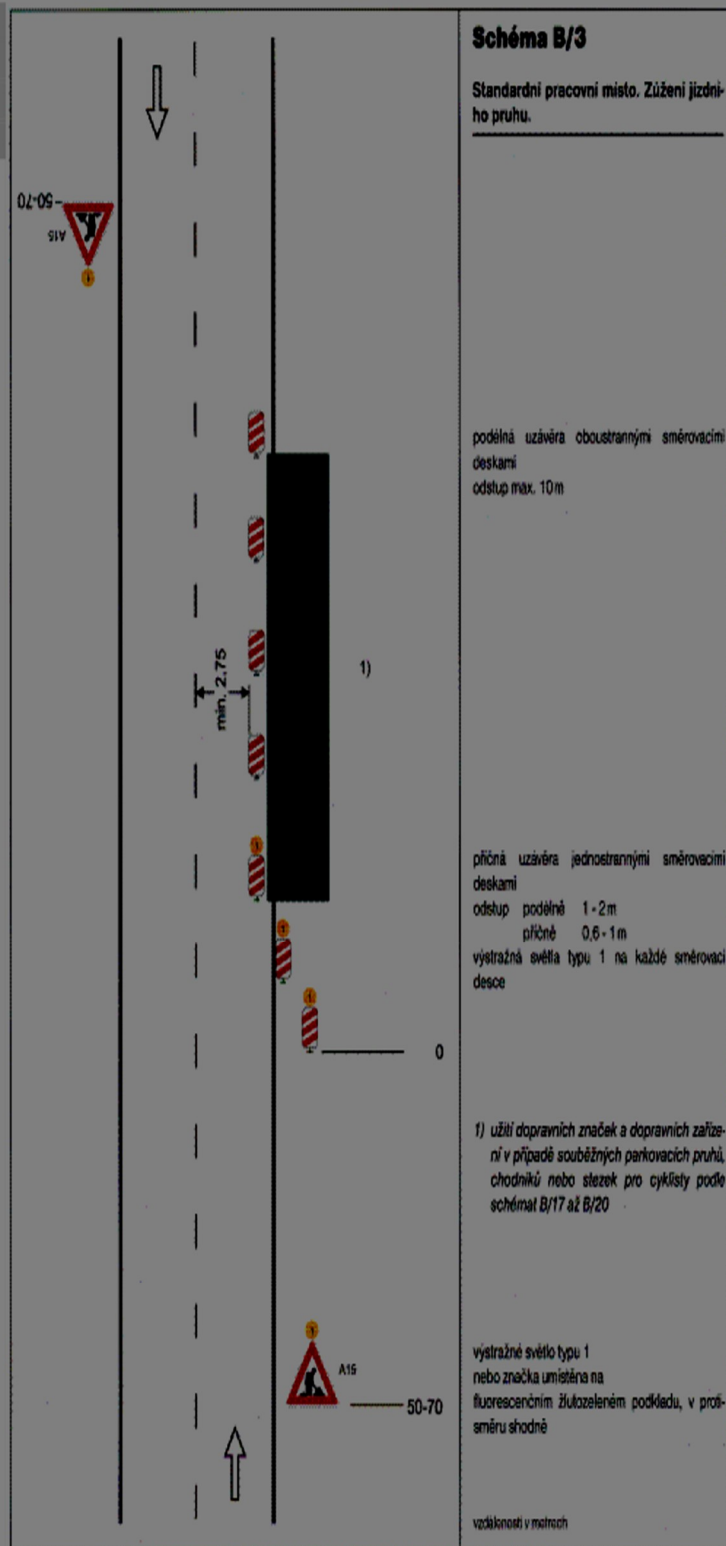 Schéma B/3
Standardní pracovní místo. Zúžení jízdní-
ho pruhu.
50-70
A15
podélná uzávěra oboustrannými směrovacími
deskami
odstup max. 10m
min. 2,75
1)
1
příčná uzávěra jednostrannými směrovacími
deskami
odstup podélně 1-2m
příčně 0,6-1m
výstražná světla typu 1 na každé směrovací
desce
0
1) užití dopravních značek a dopravních zaříze-
ní v případě souběžných parkovacích pruhů,
chodníků nebo stezek pro cyklisty podle
schémat B/17 až B/20
A15
50-70
výstražné světlo typu 1
nebo značka umístěna na
fluorescenčním žlutozeleném podkladu, v proti-
směru shodně
vzdálenosti v metrech